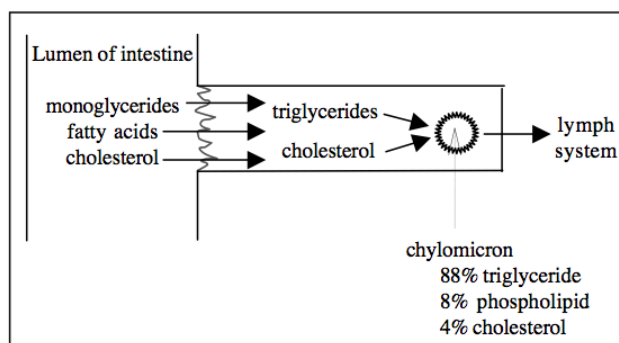 Lumen of intestine
monoglycerides
fatty acids
cholesterol
triglycerides
cholesterol
lymph
system
chylomicron
88% triglyceride
8% phospholipid
4% cholesterol